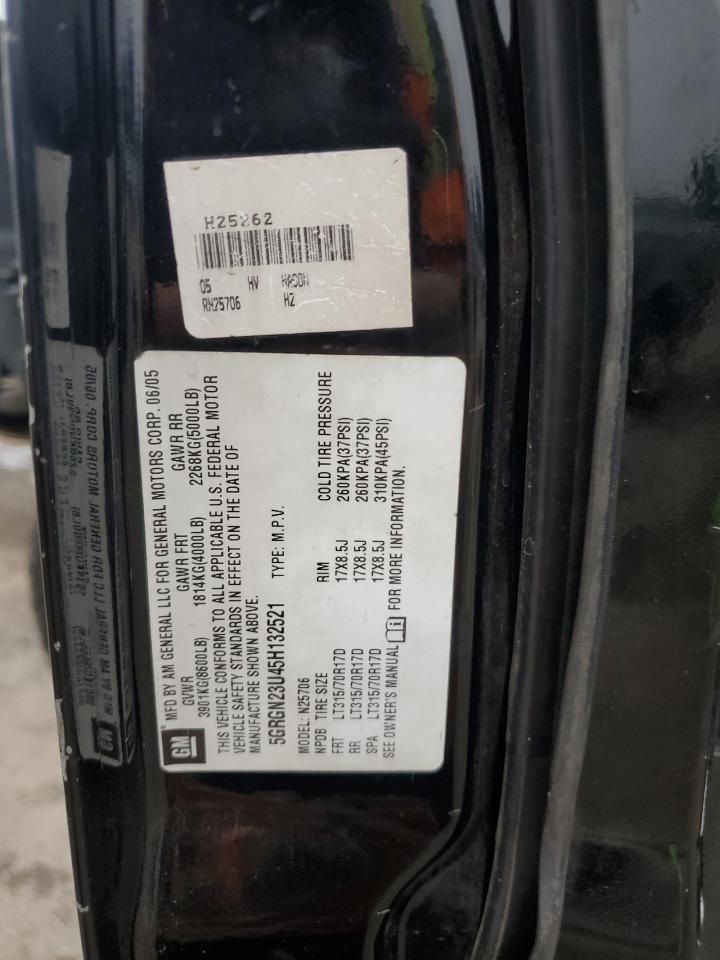 H25262
05 HV
RN25706 H2
MFD BY AM GENERAL LLC FOR GENERAL MOTORS CORP. 06/05
GVWR GAWR FRT GAWR RR
3901KG(8600LB) 1814KG(4000LB) 2268KG(5000LB)
GM
THIS VEHICLE CONFORMS TO ALL APPLICABLE U.S. FEDERAL MOTOR
VEHICLE SAFETY STANDARDS IN EFFECT ON THE DATE OF
MANUFACTURE SHOWN ABOVE.
5GRGN23U45H132521 TYPE: M.P.V.
MODEL: N25706
NPDB TIRE SIZE RIM COLD TIRE PRESSURE
FRT LT315/70R17D 17X8.5J 260KPA(37PSI)
RR LT315/70R17D 17X8.5J 260KPA(37PSI)
SPA LT315/70R17D 17X8.5J 310KPA(45PSI)
SEE OWNER'S MANUAL FOR MORE INFORMATION.